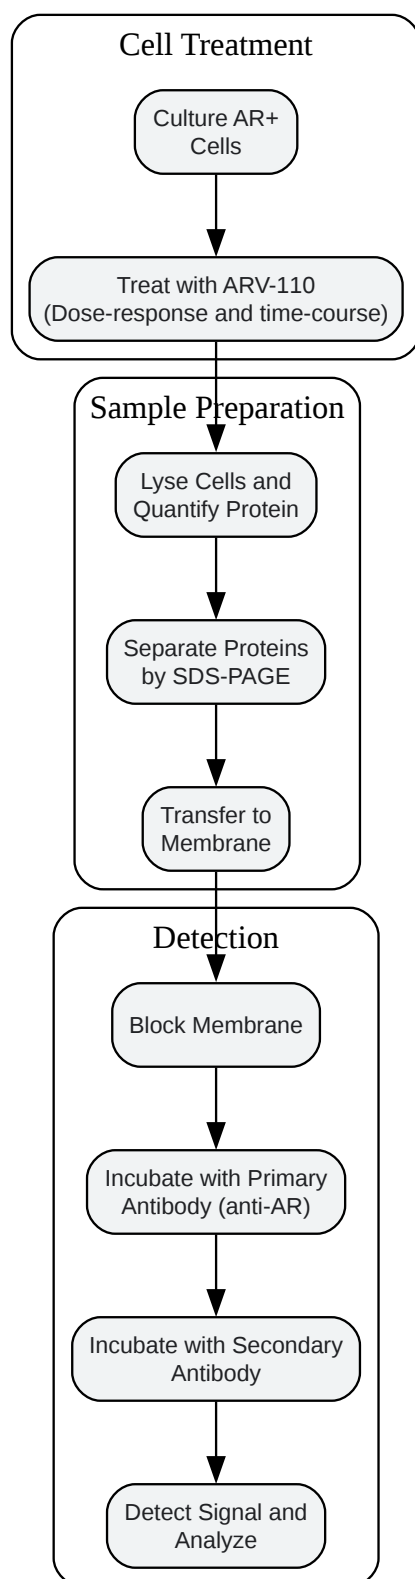 Cell Treatment
Culture AR+
Cells
Treat with ARV-110
(Dose-response and time-course)
Sample Preparation
Lyse Cells and
Quantify Protein
Separate Proteins
by SDS-PAGE
Transfer to
Membrane
Detection
Block Membrane
Incubate with Primary
Antibody (anti-AR)
Incubate with Secondary
Antibody
Detect Signal and
Analyze